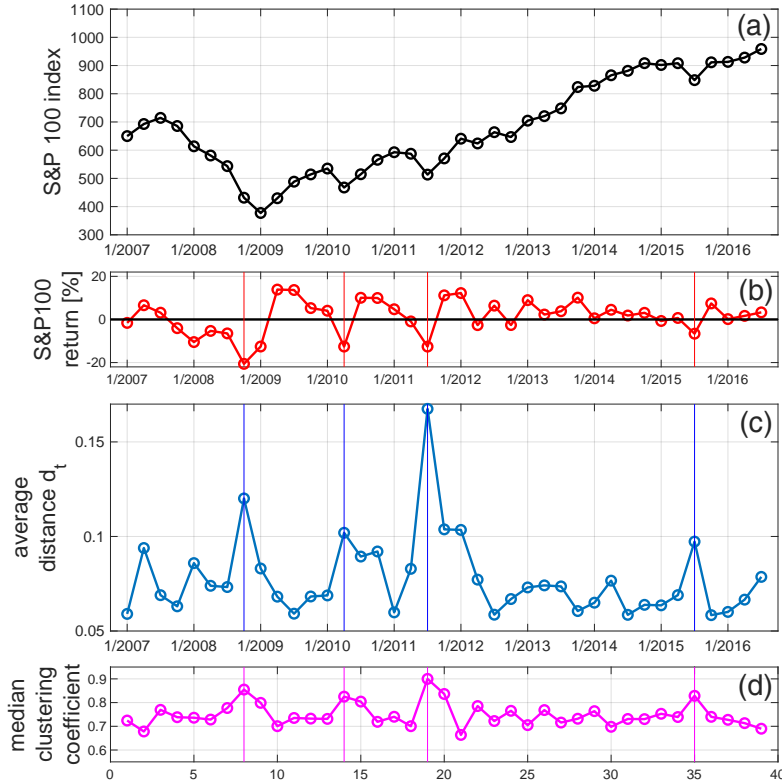 (a)
S&P 100 index
1100
1000
900
800
700
600
500
400
300
1/2007 1/2008 1/2009 1/2010 1/2011 1/2012 1/2013 1/2014 1/2015 1/2016
(b)
S&P100
return [%]
20
0
-20
1/2007 1/2008 1/2009 1/2010 1/2011 1/2012 1/2013 1/2014 1/2015 1/2016
(c)
average
distance d_t
0.15
0.1
0.05
1/2007 1/2008 1/2009 1/2010 1/2011 1/2012 1/2013 1/2014 1/2015 1/2016
(d)
median
clustering
coefficient
0.9
0.8
0.7
0.6
0 5 10 15 20 25 30 35 40